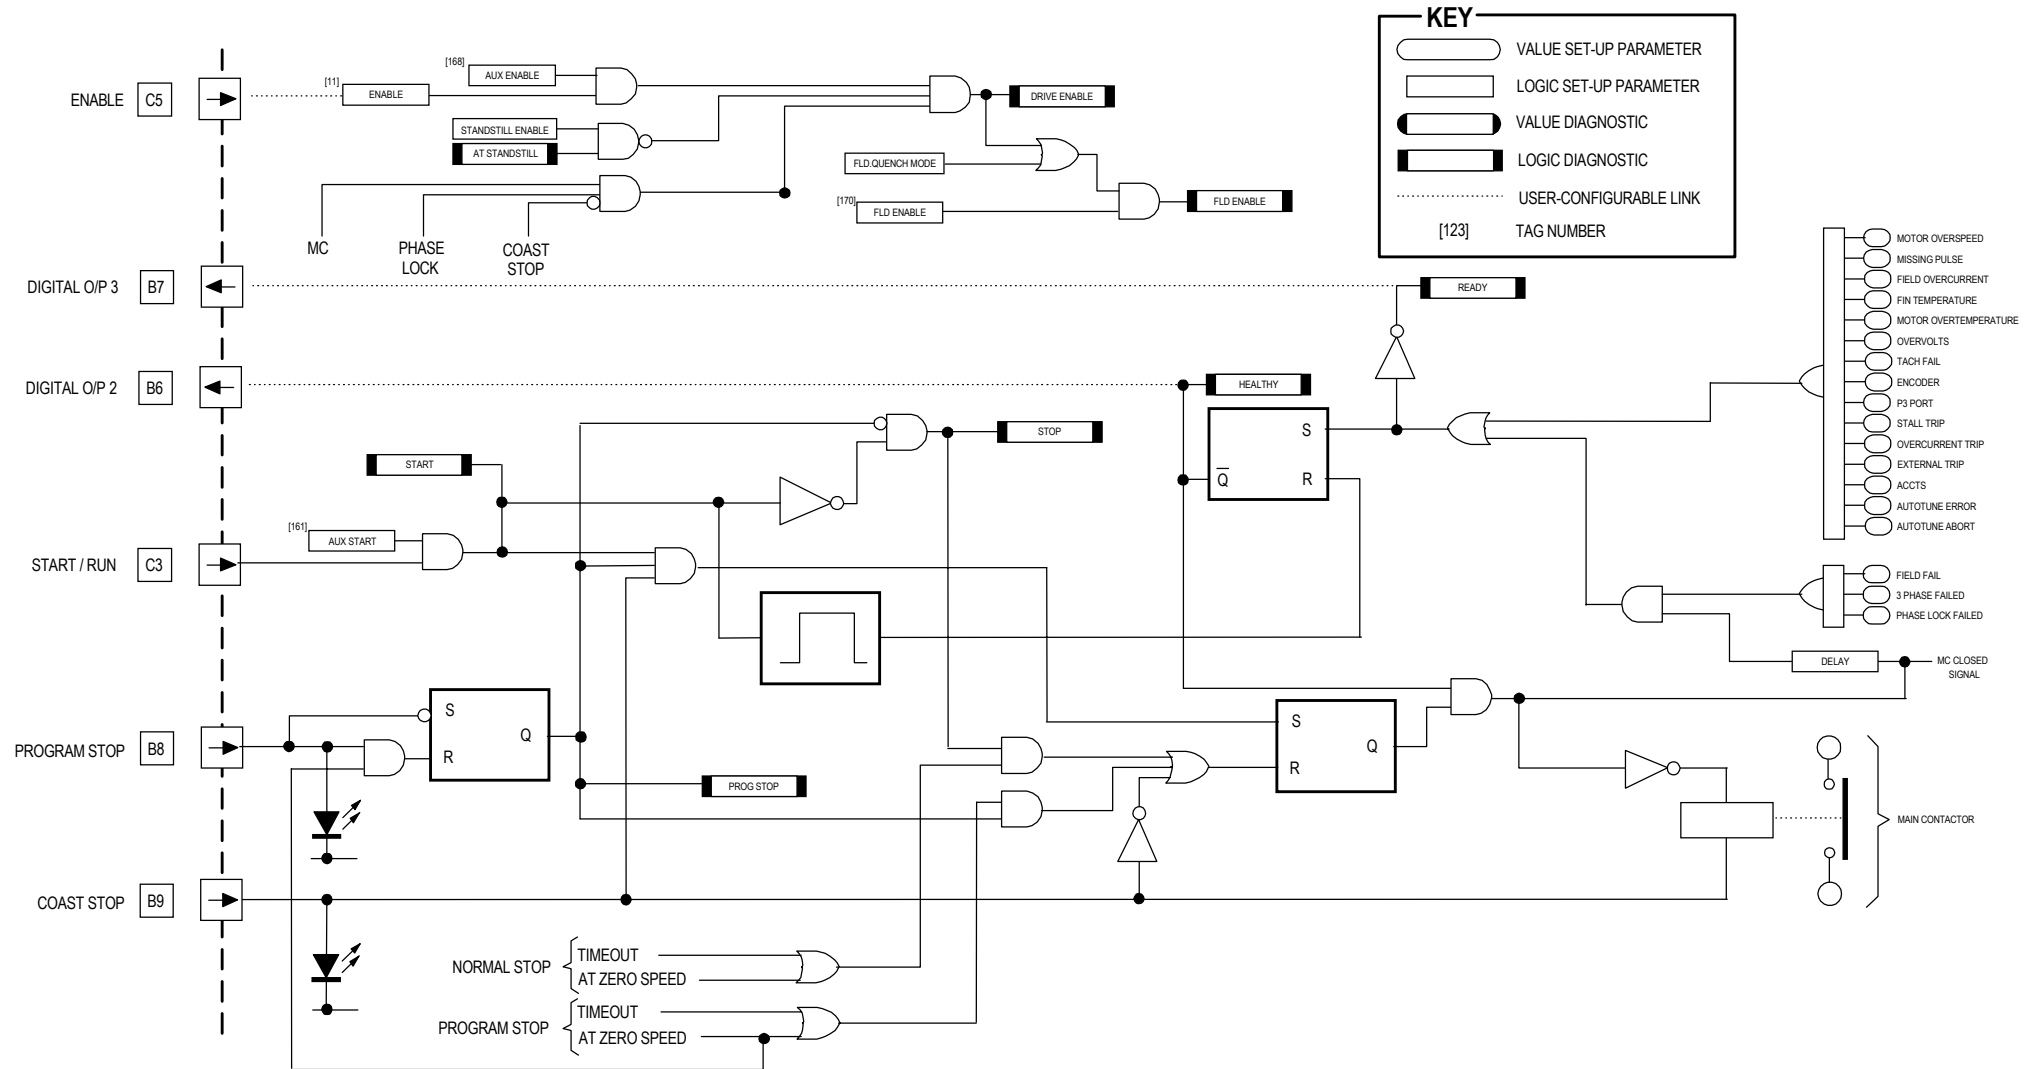 KEY
VALUE SET-UP PARAMETER
LOGIC SET-UP PARAMETER
VALUE DIAGNOSTIC
LOGIC DIAGNOSTIC
USER-CONFIGURABLE LINK
[123] TAG NUMBER
ENABLE C5
[11]
ENABLE
[168]
AUX ENABLE
STANDSTILL ENABLE
AT STANDSTILL
MC
PHASE
LOCK
COAST
STOP
DRIVE ENABLE
FLD.QUENCH MODE
[170]
FLD ENABLE
FLD ENABLE
DIGITAL O/P 3 B7
READY
DIGITAL O/P 2 B6
HEALTHY
S
Q
R
STOP
START
START / RUN C3
[161]
AUX START
MOTOR OVERSPEED
MISSING PULSE
FIELD OVERCURRENT
FIN TEMPERATURE
MOTOR OVERTEMPERATURE
OVERVOLTS
TACH FAIL
ENCODER
P3 PORT
STALL TRIP
OVERCURRENT TRIP
EXTERNAL TRIP
ACCTS
AUTOTUNE ERROR
AUTOTUNE ABORT
FIELD FAIL
3 PHASE FAILED
PHASE LOCK FAILED
DELAY
MC CLOSED
SIGNAL
PROGRAM STOP B8
S
Q
R
PROG STOP
S
Q
R
MAIN CONTACTOR
COAST STOP B9
NORMAL STOP
TIMEOUT
AT ZERO SPEED
PROGRAM STOP
TIMEOUT
AT ZERO SPEED